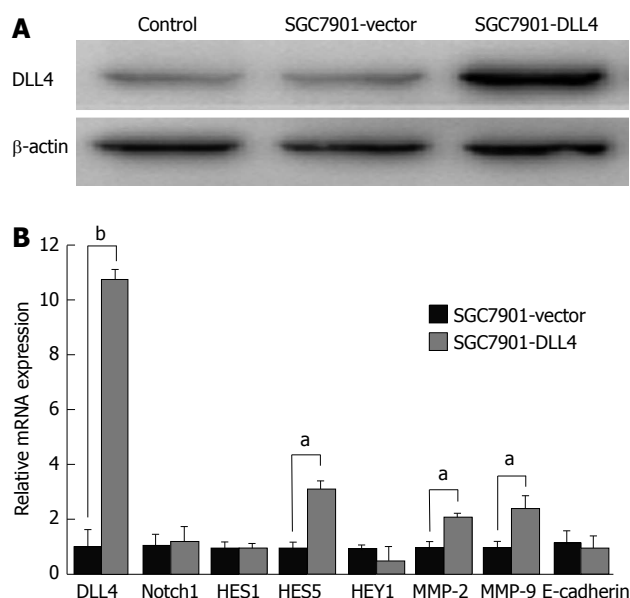 A
Control SGC7901-vector SGC7901-DLL4
DLL4
β-actin
B
Relative mRNA expression
12
10
8
6
4
2
0
b
a
a
a
SGC7901-vector
SGC7901-DLL4
DLL4 Notch1 HES1 HES5 HEY1 MMP-2 MMP-9 E-cadherin